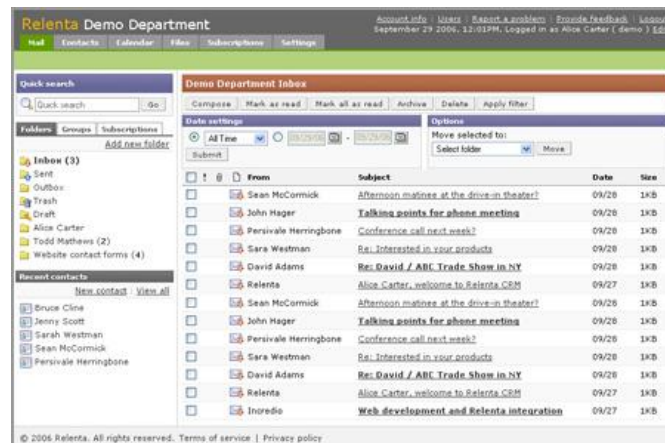 Relenta Demo Department
Account info | Users | Report a problem | Provide feedback | Logout
September 29 2006, 12:01PM, Logged in as Alice Carter ( demo )
Mail Contacts Calendar Files Subscriptions Settings
Quick search
Quick search Go
Folders Groups Subscriptions
Add new folder
Inbox (3)
Sent
Outbox
Trash
Draft
Alice Carter
Todd Mathews (2)
Website contact forms (4)
Recent contacts
New contact | View all
Bruce Cline
Jenny Scott
Sarah Westman
Sean McCormick
Persivale Herringbone
Demo Department Inbox
Compose Mark as read Mark all as read Archive Delete Apply filter
Date settings
All Time -
Submit
Options
Move selected to:
Select folder Move
! From Subject Date Size
Sean McCormick Afternoon matinee at the drive-in theater? 09/28 1KB
John Hager Talking points for phone meeting 09/28 1KB
Persivale Herringbone Conference call next week? 09/28 1KB
Sara Westman Re: Interested in your products 09/28 1KB
David Adams Re: David / ABC Trade Show in NY 09/28 1KB
Relenta Alice Carter, welcome to Relenta CRM 09/27 1KB
Sean McCormick Afternoon matinee at the drive-in theater? 09/28 1KB
John Hager Talking points for phone meeting 09/28 1KB
Persivale Herringbone Conference call next week? 09/28 1KB
Sara Westman Re: Interested in your products 09/28 1KB
David Adams Re: David / ABC Trade Show in NY 09/28 1KB
Relenta Alice Carter, welcome to Relenta CRM 09/27 1KB
Incredio Web development and Relenta integration 09/27 1KB
© 2006 Relenta. All rights reserved. Terms of service | Privacy policy